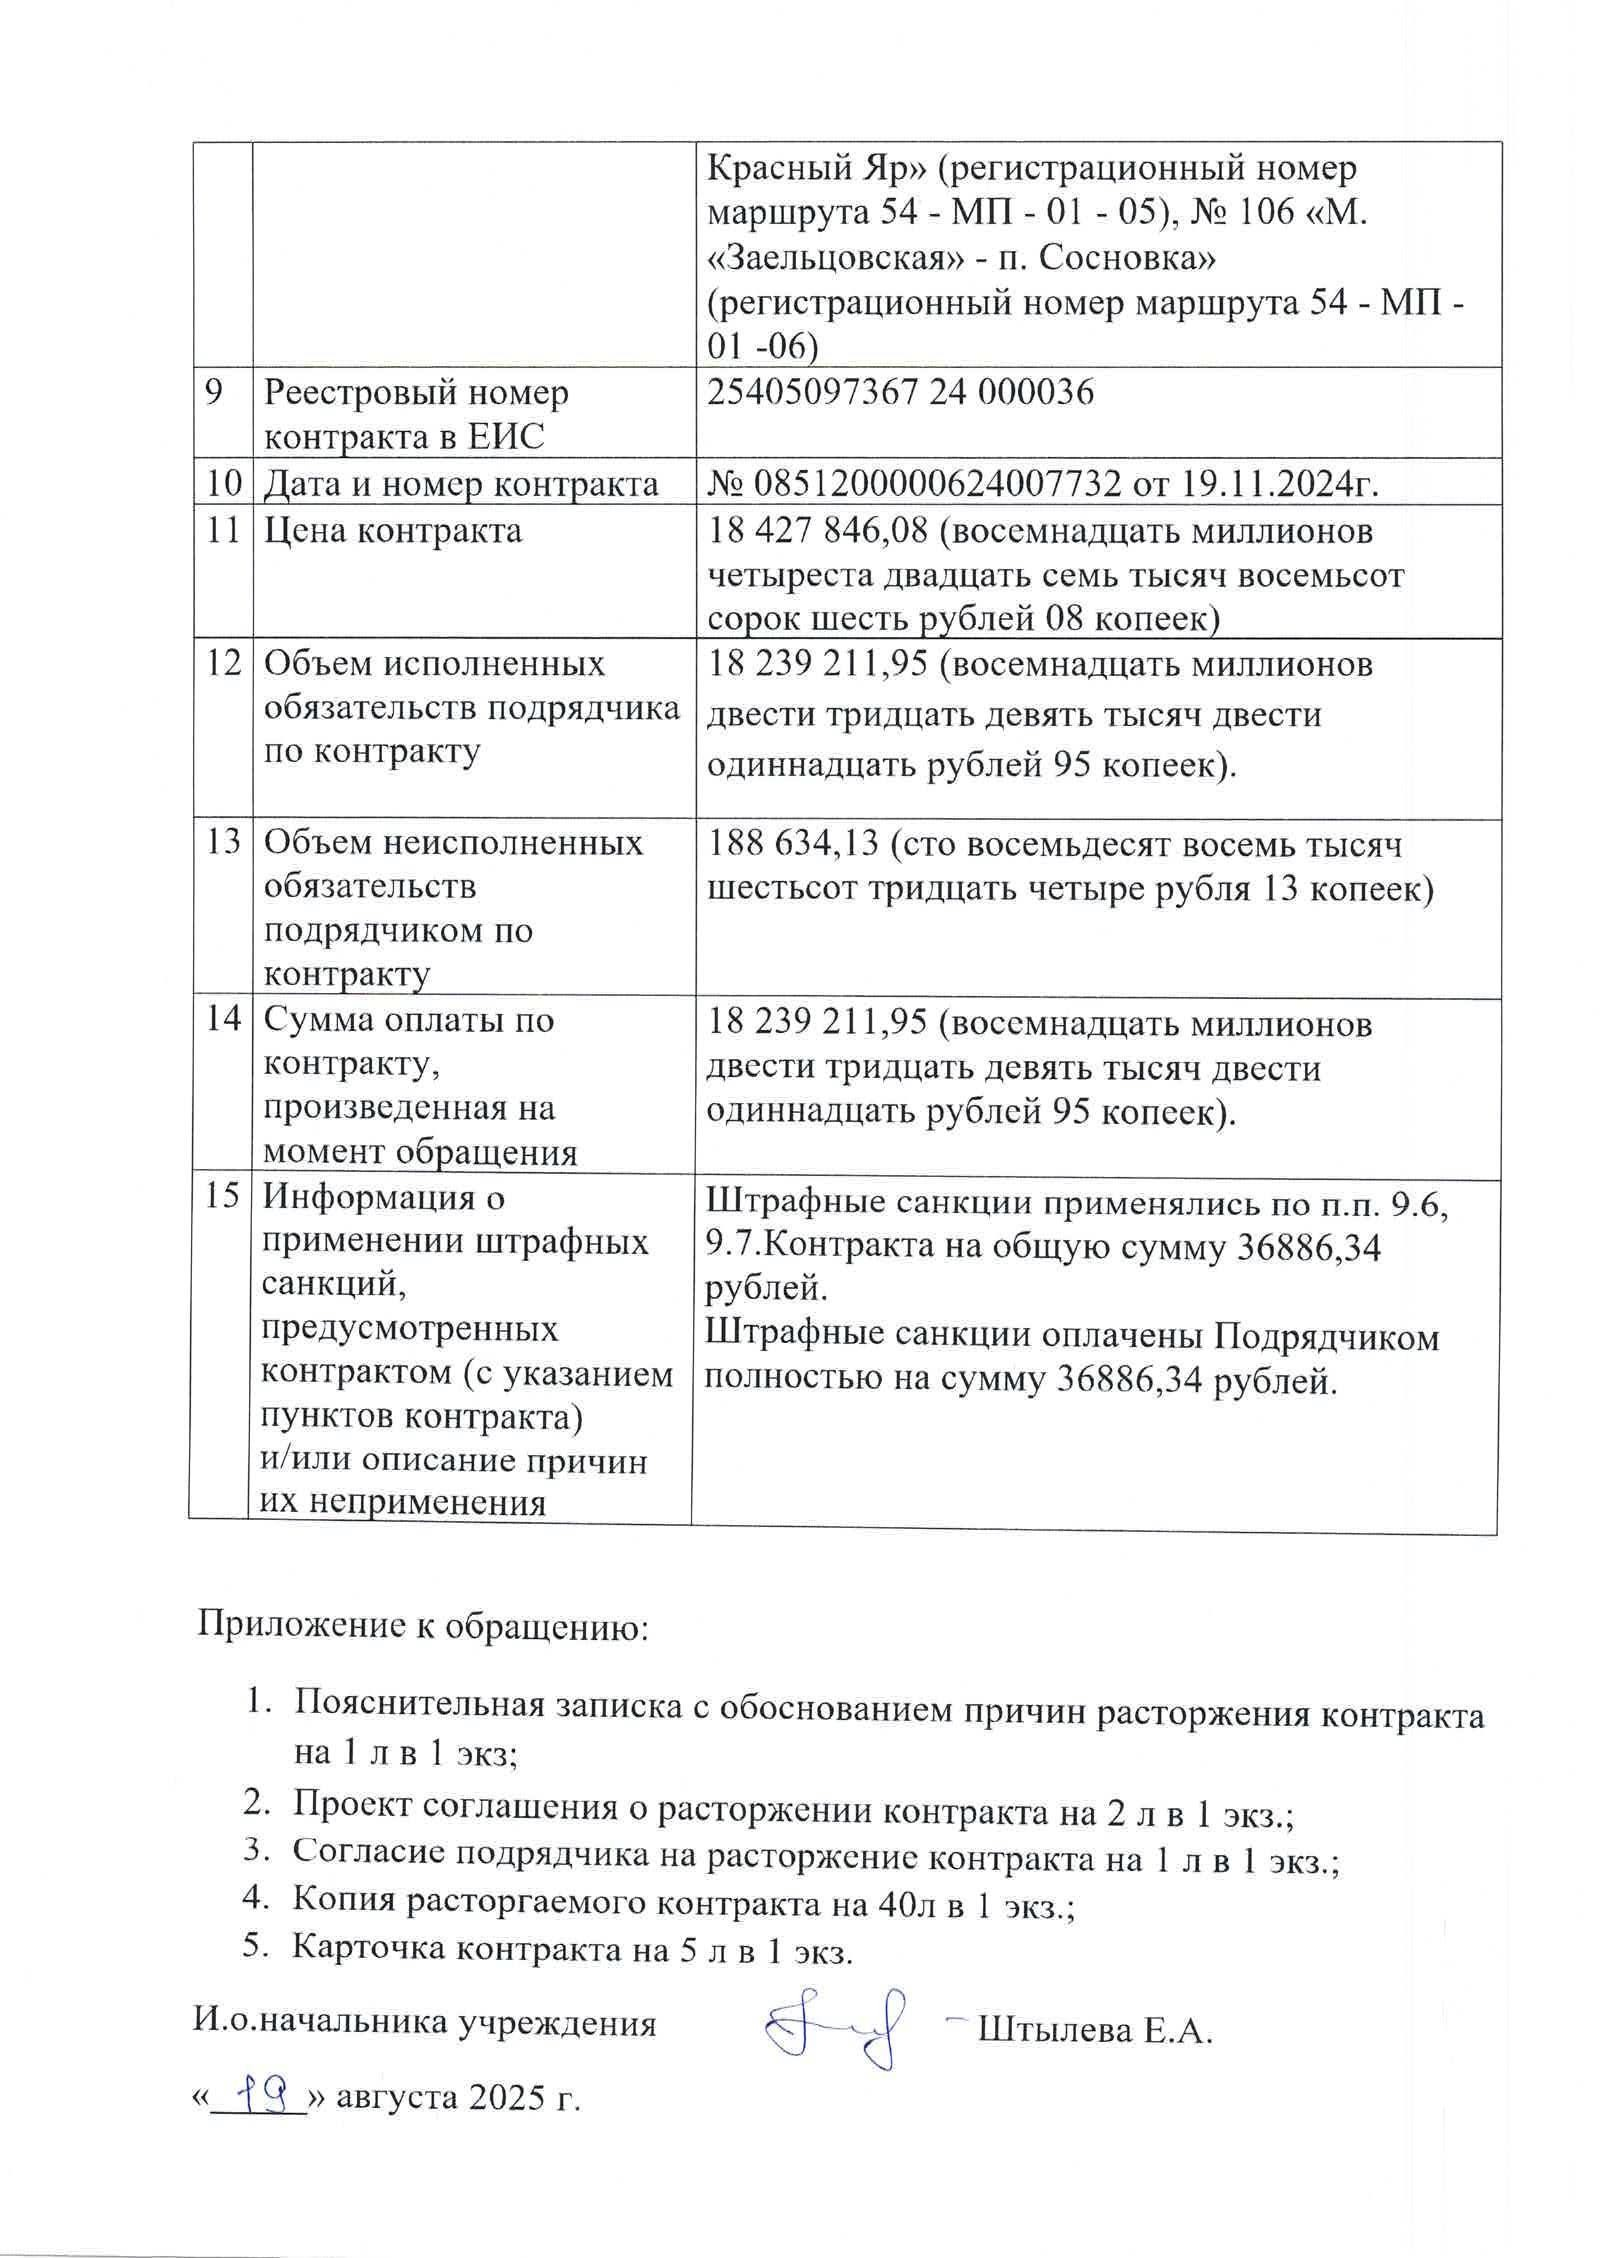 Красный Яр» (регистрационный номер
маршрута 54 - МП - 01 - 05), № 106 «М.
«Заельцовская» - п. Сосновка»
(регистрационный номер маршрута 54 - МП -
01 -06)
9 Реестровый номер 25405097367 24 000036
контракта в ЕИС
10 Дата и номер контракта № 0851200000624007732 от 19.11.2024г.
11 Цена контракта 18 427 846,08 (восемнадцать миллионов
четыреста двадцать семь тысяч восемьсот
сорок шесть рублей 08 копеек)
12 Объем исполненных 18 239 211,95 (восемнадцать миллионов
обязательств подрядчика двести тридцать девять тысяч двести
по контракту одиннадцать рублей 95 копеек).
13 Объем неисполненных 188 634,13 (сто восемьдесят восемь тысяч
обязательств шестьсот тридцать четыре рубля 13 копеек)
подрядчиком по
контракту
14 Сумма оплаты по 18 239 211,95 (восемнадцать миллионов
контракту, двести тридцать девять тысяч двести
произведенная на одиннадцать рублей 95 копеек).
момент обращения
15 Информация о Штрафные санкции применялись по п.п. 9.6,
применении штрафных 9.7.Контракта на общую сумму 36886,34
санкций, рублей.
предусмотренных Штрафные санкции оплачены Подрядчиком
контрактом (с указанием полностью на сумму 36886,34 рублей.
пунктов контракта)
и/или описание причин
их неприменения
Приложение к обращению:
1. Пояснительная записка с обоснованием причин расторжения контракта
на 1 л в 1 экз;
2. Проект соглашения о расторжении контракта на 2 л в 1 экз.;
3. Согласие подрядчика на расторжение контракта на 1 л в 1 экз.;
4. Копия расторгаемого контракта на 40л в 1 экз.;
5. Карточка контракта на 5 л в 1 экз.
И.о.начальника учреждения Штылева Е.А.
«19» августа 2025 г.